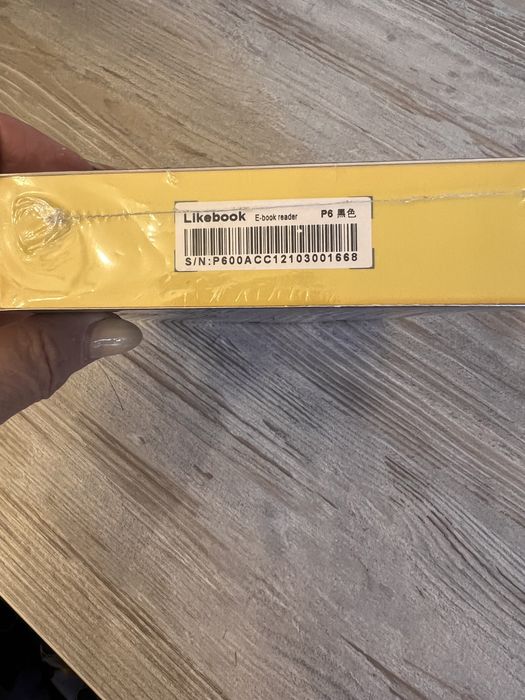 Likebook E-book reader P6 黑色
S/N:P600ACC12103001668